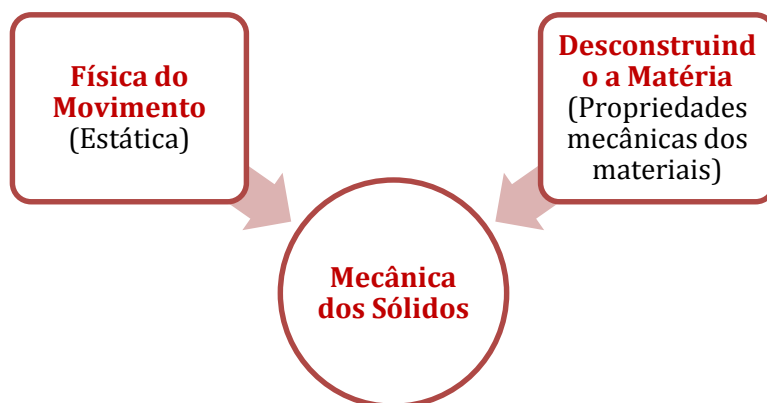 Física do
Movimento
(Estática)
Desconstruind
o a Matéria
(Propriedades
mecânicas dos
materiais)
Mecânica
dos Sólidos